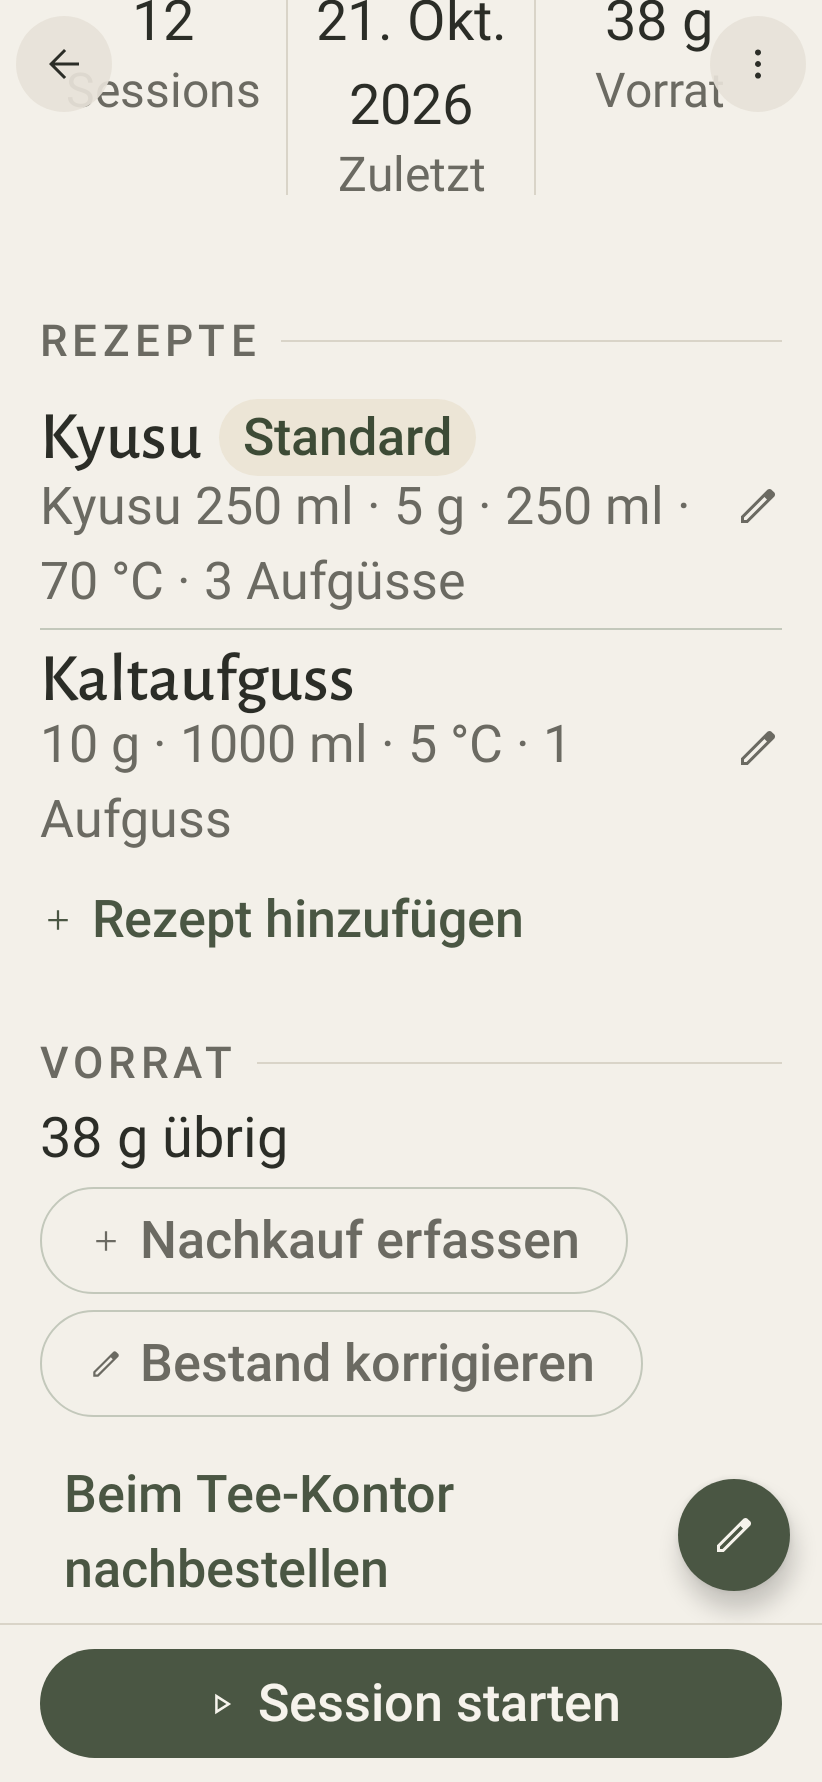 12
Sessions
21. Okt.
2026
Zuletzt
38 g
Vorrat
REZEPTE
Kyusu Standard
Kyusu 250 ml · 5 g · 250 ml ·
70 °C · 3 Aufgüsse
Kaltaufguss
10 g · 1000 ml · 5 °C · 1
Aufguss
Rezept hinzufügen
VORRAT
38 g übrig
Nachkauf erfassen
Bestand korrigieren
Beim Tee-Kontor
nachbestellen
Session starten